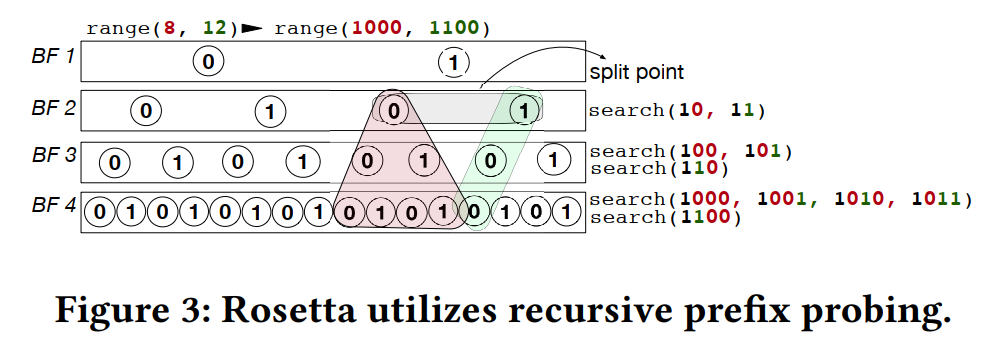 range(8, 12)► range(1000, 1100)
BF 1
0 1
split point
BF 2
0 1 0 1
search(10, 11)
BF 3
0 1 0 1 0 1 0 1
search(100, 101)
search(110)
BF 4
0 1 0 1 0 1 0 1 0 1 0 1 0 1 0 1
search(1000, 1001, 1010, 1011)
search(1100)
Figure 3: Rosetta utilizes recursive prefix probing.